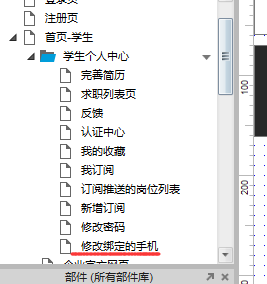 注册页
首页-学生
学生个人中心
完善简历
求职列表页
反馈
认证中心
我的收藏
我订阅
订阅推送的岗位列表
新增订阅
修改密码
修改绑定的手机
部件 (所有部件库)
100
200